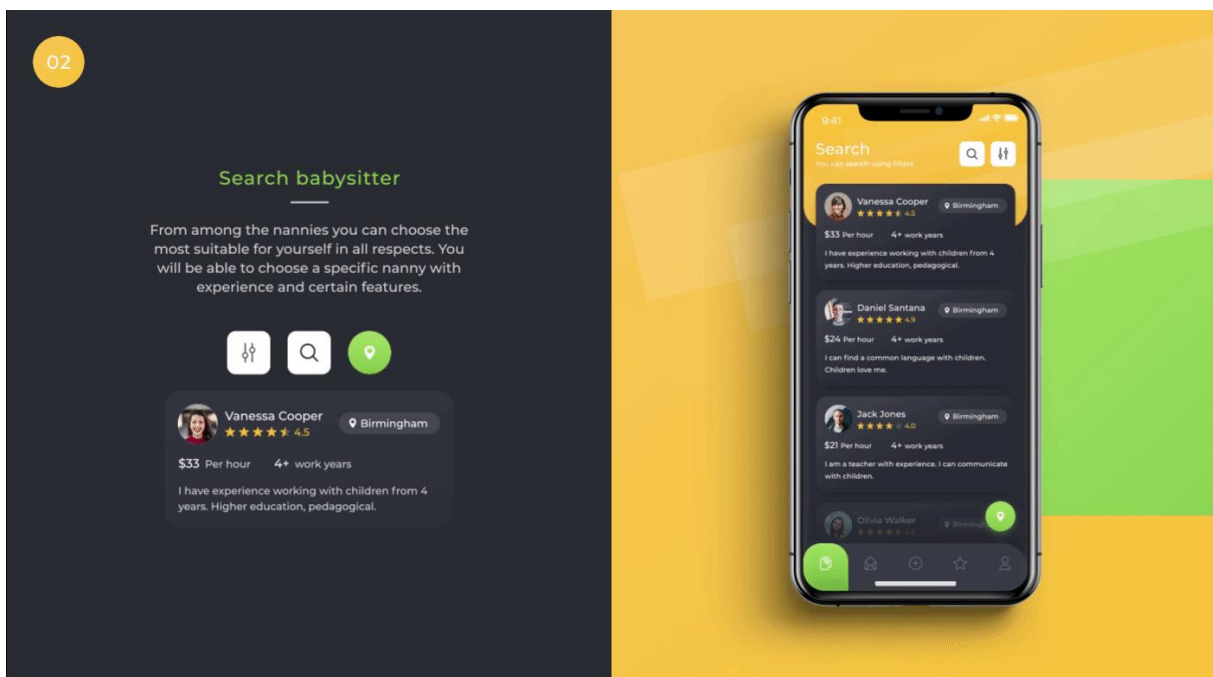 02
Search babysitter
From among the nannies you can choose the
most suitable for yourself in all respects. You
will be able to choose a specific nanny with
experience and certain features.
Vanessa Cooper
4.5
Birmingham
$33 Per hour 4+ work years
I have experience working with children from 4
years. Higher education, pedagogical.
9:41
Search
You can search using filters
Vanessa Cooper
4.5
Birmingham
$33 Per hour 4+ work years
I have experience working with children from 4
years. Higher education, pedagogical.
Daniel Santana
4.9
Birmingham
$24 Per hour 4+ work years
I can find a common language with children.
Children love me.
Jack Jones
4.0
Birmingham
$21 Per hour 4+ work years
I am a teacher with experience. I can communicate
with children.
Olivia Walker